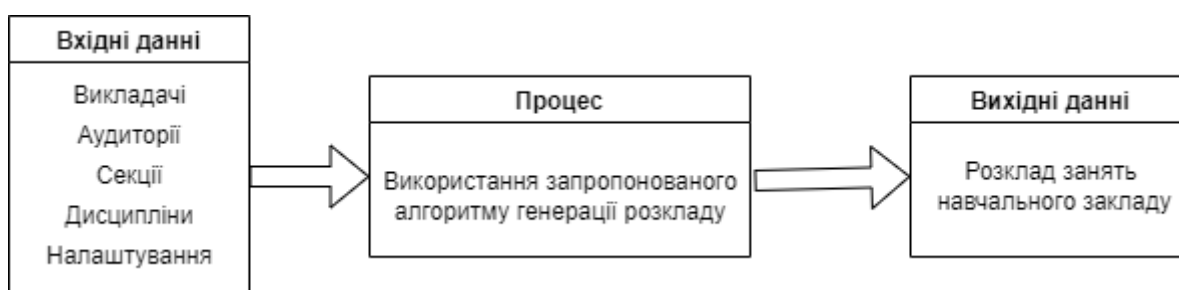 Вхідні данні
Викладачі
Аудиторії
Секції
Дисципліни
Налаштування
Процес
Використання запропонованого
алгоритму генерації розкладу
Вихідні данні
Розклад занять
навчального закладу